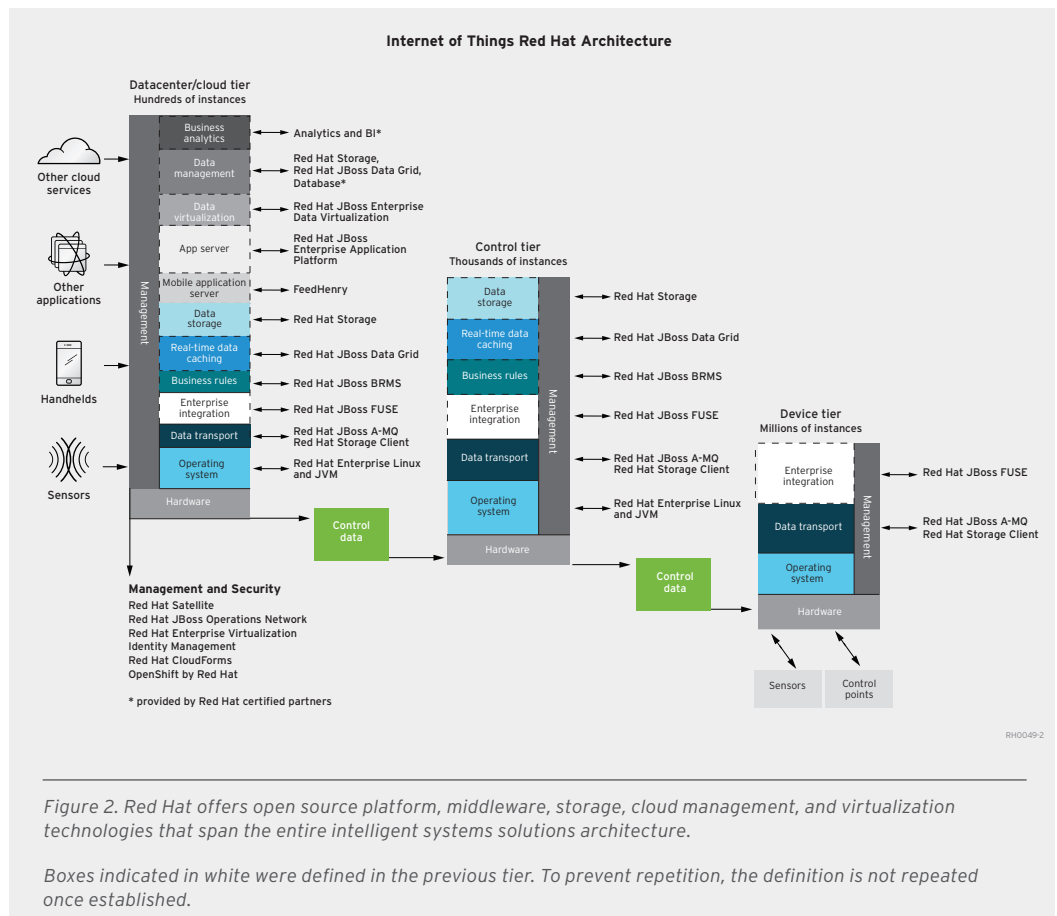 Internet of Things Red Hat Architecture
Datacenter/cloud tier
Hundreds of instances
Other cloud
services
Other
applications
Handhelds
Sensors
Management
Business
analytics
Data
management
Data
virtualization
App server
Mobile application
server
Data
storage
Real-time data
caching
Business rules
Enterprise
integration
Data transport
Operating
system
Hardware
Analytics and BI*
Red Hat Storage,
Red Hat JBoss Data Grid,
Database*
Red Hat JBoss Enterprise
Data Virtualization
Red Hat JBoss
Enterprise Application
Platform
FeedHenry
Red Hat Storage
Red Hat JBoss Data Grid
Red Hat JBoss BRMS
Red Hat JBoss FUSE
Red Hat JBoss A-MQ
Red Hat Storage Client
Red Hat Enterprise Linux
and JVM
Control
data
Management and Security
Red Hat Satellite
Red Hat JBoss Operations Network
Red Hat Enterprise Virtualization
Identity Management
Red Hat CloudForms
OpenShift by Red Hat
* provided by Red Hat certified partners
Control tier
Thousands of instances
Data
storage
Real-time data
caching
Business rules
Enterprise
integration
Data transport
Operating
system
Hardware
Management
Red Hat Storage
Red Hat JBoss Data Grid
Red Hat JBoss BRMS
Red Hat JBoss FUSE
Red Hat JBoss A-MQ
Red Hat Storage Client
Red Hat Enterprise Linux
and JVM
Control
data
Device tier
Millions of instances
Enterprise
integration
Data transport
Operating
system
Hardware
Management
Red Hat JBoss FUSE
Red Hat JBoss A-MQ
Red Hat Storage Client
Sensors
Control
points
RH0049-2
Figure 2. Red Hat offers open source platform, middleware, storage, cloud management, and virtualization
technologies that span the entire intelligent systems solutions architecture.
Boxes indicated in white were defined in the previous tier. To prevent repetition, the definition is not repeated
once established.